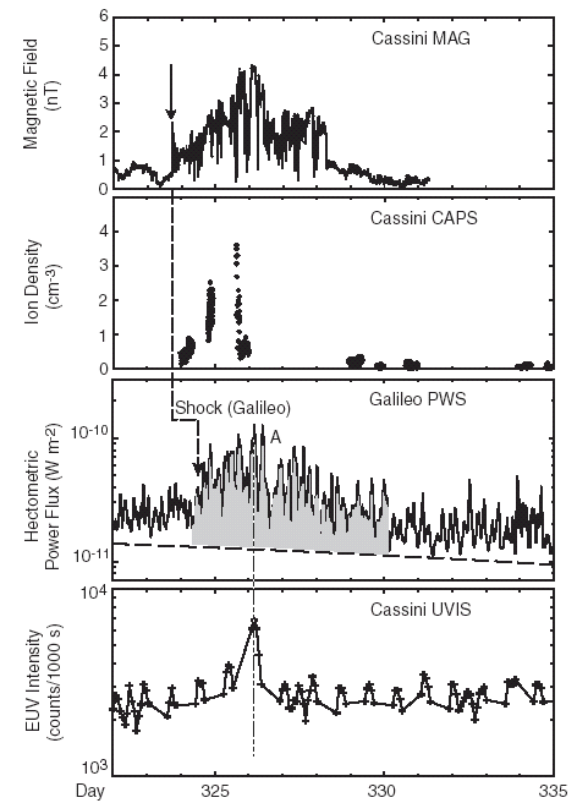 6
Cassini MAG
5
4
3
2
1
0
Magnetic Field
(nT)
Cassini CAPS
4
3
2
1
0
Ion Density
(cm-3)
Shock (Galileo)
Galileo PWS
A
10-10
10-11
Hectometric
Power Flux (W m-2)
104
Cassini UVIS
103
EUV Intensity
(counts/1000 s)
Day 325 330 335